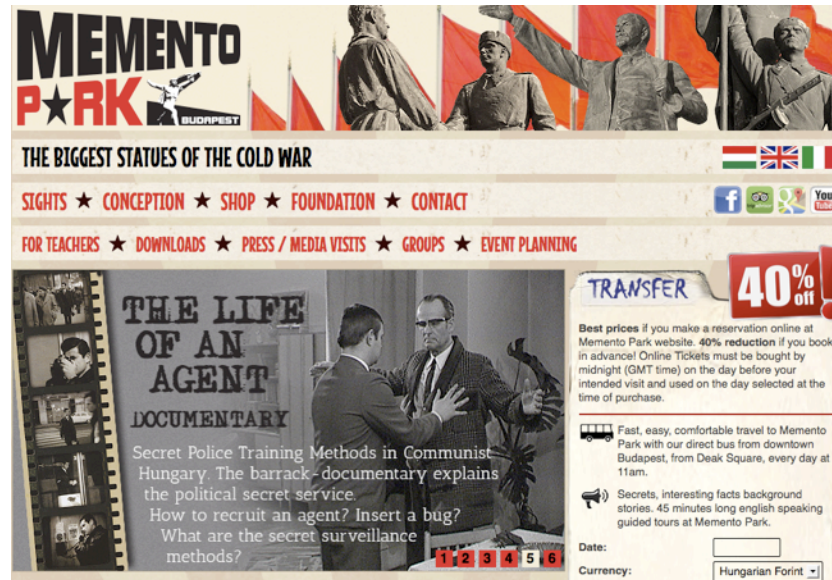 MEMENTO
P★RK
BUDAPEST
THE BIGGEST STATUES OF THE COLD WAR
SIGHTS ★ CONCEPTION ★ SHOP ★ FOUNDATION ★ CONTACT
You
Tube
FOR TEACHERS ★ DOWNLOADS ★ PRESS / MEDIA VISITS ★ GROUPS ★ EVENT PLANNING
THE LIFE
OF AN
AGENT
DOCUMENTARY
Secret Police Training Methods in Communist
Hungary. The barrack-documentary explains
the political secret service.
How to recruit an agent? Insert a bug?
What are the secret surveillance
methods?
1 2 3 4 5 6
TRANSFER
40% off !
Best prices if you make a reservation online at
Memento Park website. 40% reduction if you book
in advance! Online Tickets must be bought by
midnight (GMT time) on the day before your
intended visit and used on the day selected at the
time of purchase.
Fast, easy, comfortable travel to Memento
Park with our direct bus from downtown
Budapest, from Deak Square, every day at
11am.
Secrets, interesting facts background
stories. 45 minutes long english speaking
guided tours at Memento Park.
Date:
Currency: Hungarian Forint